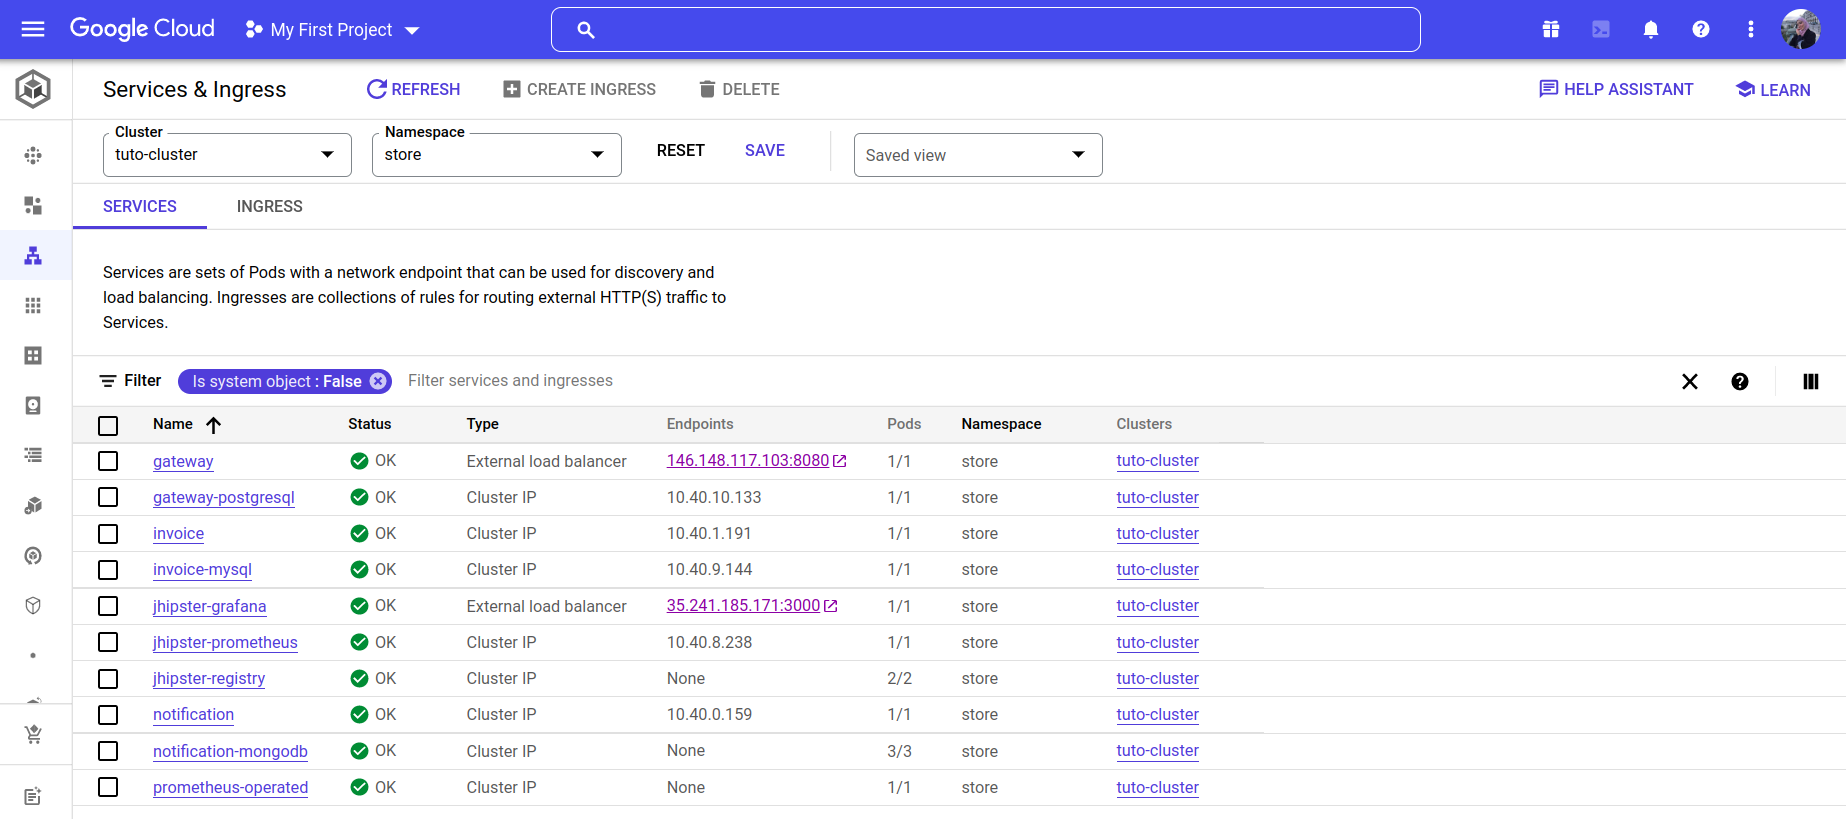 Google Cloud My First Project
Services & Ingress REFRESH CREATE INGRESS DELETE HELP ASSISTANT LEARN
Cluster Namespace
tuto-cluster store RESET SAVE Saved view
SERVICES INGRESS
Services are sets of Pods with a network endpoint that can be used for discovery and
load balancing. Ingresses are collections of rules for routing external HTTP(S) traffic to
Services.
Filter Is system object : False Filter services and ingresses
Name Status Type Endpoints Pods Namespace Clusters
gateway OK External load balancer 146.148.117.103:8080 1/1 store tuto-cluster
gateway-postgresql OK Cluster IP 10.40.10.133 1/1 store tuto-cluster
invoice OK Cluster IP 10.40.1.191 1/1 store tuto-cluster
invoice-mysql OK Cluster IP 10.40.9.144 1/1 store tuto-cluster
jhipster-grafana OK External load balancer 35.241.185.171:3000 1/1 store tuto-cluster
jhipster-prometheus OK Cluster IP 10.40.8.238 1/1 store tuto-cluster
jhipster-registry OK Cluster IP None 2/2 store tuto-cluster
notification OK Cluster IP 10.40.0.159 1/1 store tuto-cluster
notification-mongodb OK Cluster IP None 3/3 store tuto-cluster
prometheus-operated OK Cluster IP None 1/1 store tuto-cluster